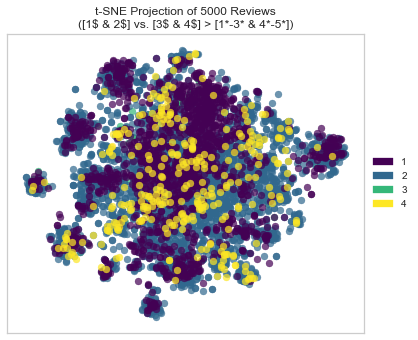 t-SNE Projection of 5000 Reviews
([1$ & 2$] vs. [3$ & 4$] > [1*-3* & 4*-5*])
1
2
3
4